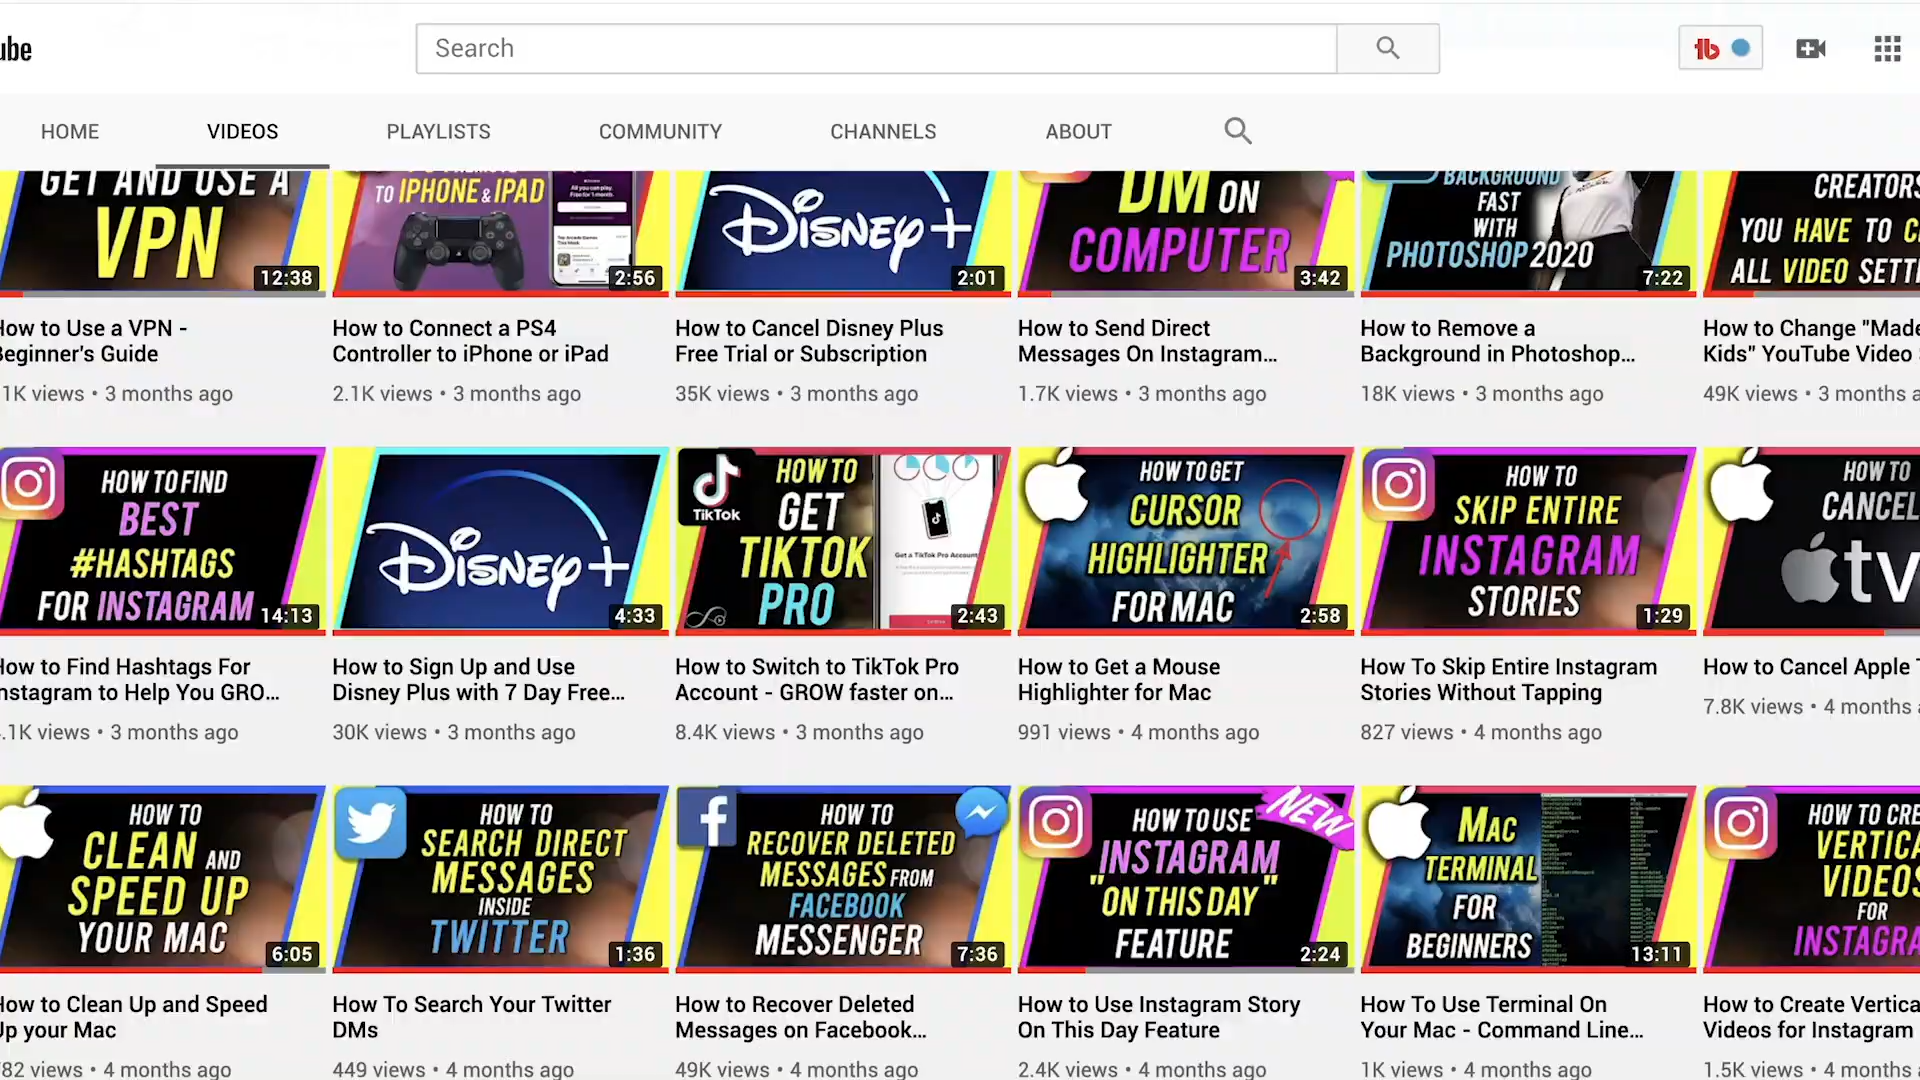 Search
HOME
VIDEOS
PLAYLISTS
COMMUNITY
CHANNELS
ABOUT
GET AND USE A
VPN
12:38
TO IPHONE & IPAD
2:56
Disney+
2:01
DM ON
COMPUTER
3:42
BACKGROUND
FAST
WITH
PHOTOSHOP 2020
7:22
CREATORS
YOU HAVE TO
ALL VIDEO
How to Use a VPN -
Beginner's Guide
1K views • 3 months ago
How to Connect a PS4
Controller to iPhone or iPad
2.1K views • 3 months ago
How to Cancel Disney Plus
Free Trial or Subscription
35K views • 3 months ago
How to Send Direct
Messages On Instagram...
1.7K views • 3 months ago
How to Remove a
Background in Photoshop...
18K views • 3 months ago
How to Change "Made
Kids" YouTube Video
49K views • 3 months
HOW TO FIND
BEST
#HASHTAGS
FOR INSTAGRAM
14:13
Disney+
4:33
TikTok
HOW TO
GET
TIKTOK
PRO
Get a TikTok Pro Account
2:43
HOW TO GET
CURSOR
HIGHLIGHTER
FOR MAC
2:58
HOW TO
SKIP ENTIRE
INSTAGRAM
STORIES
1:29
HOW TO
CANCEL
tv
How to Find Hashtags For
Instagram to Help You GRO...
.1K views • 3 months ago
How to Sign Up and Use
Disney Plus with 7 Day Free...
30K views • 3 months ago
How to Switch to TikTok Pro
Account - GROW faster on...
8.4K views • 3 months ago
How to Get a Mouse
Highlighter for Mac
991 views • 4 months ago
How To Skip Entire Instagram
Stories Without Tapping
827 views • 4 months ago
How to Cancel Apple
7.8K views • 4 months
HOW TO
CLEAN AND
SPEED UP
YOUR MAC
6:05
HOW TO
SEARCH DIRECT
MESSAGES
INSIDE
TWITTER
1:36
HOW TO
RECOVER DELETED
MESSAGES FROM
FACEBOOK
MESSENGER
7:36
NEW
HOW TO USE
INSTAGRAM
"ON THIS DAY"
FEATURE
2:24
MAC
TERMINAL
FOR
BEGINNERS
13:11
HOW TO CRE
VERTICA
VIDEOS
FOR
INSTAGRA
How to Clean Up and Speed
Up your Mac
82 views • 4 months ago
How To Search Your Twitter
DMs
449 views • 4 months ago
How to Recover Deleted
Messages on Facebook...
49K views • 4 months ago
How to Use Instagram Story
On This Day Feature
2.4K views • 4 months ago
How To Use Terminal On
Your Mac - Command Line...
1K views • 4 months ago
How to Create Vertica
Videos for Instagram
1.5K views • 4 months